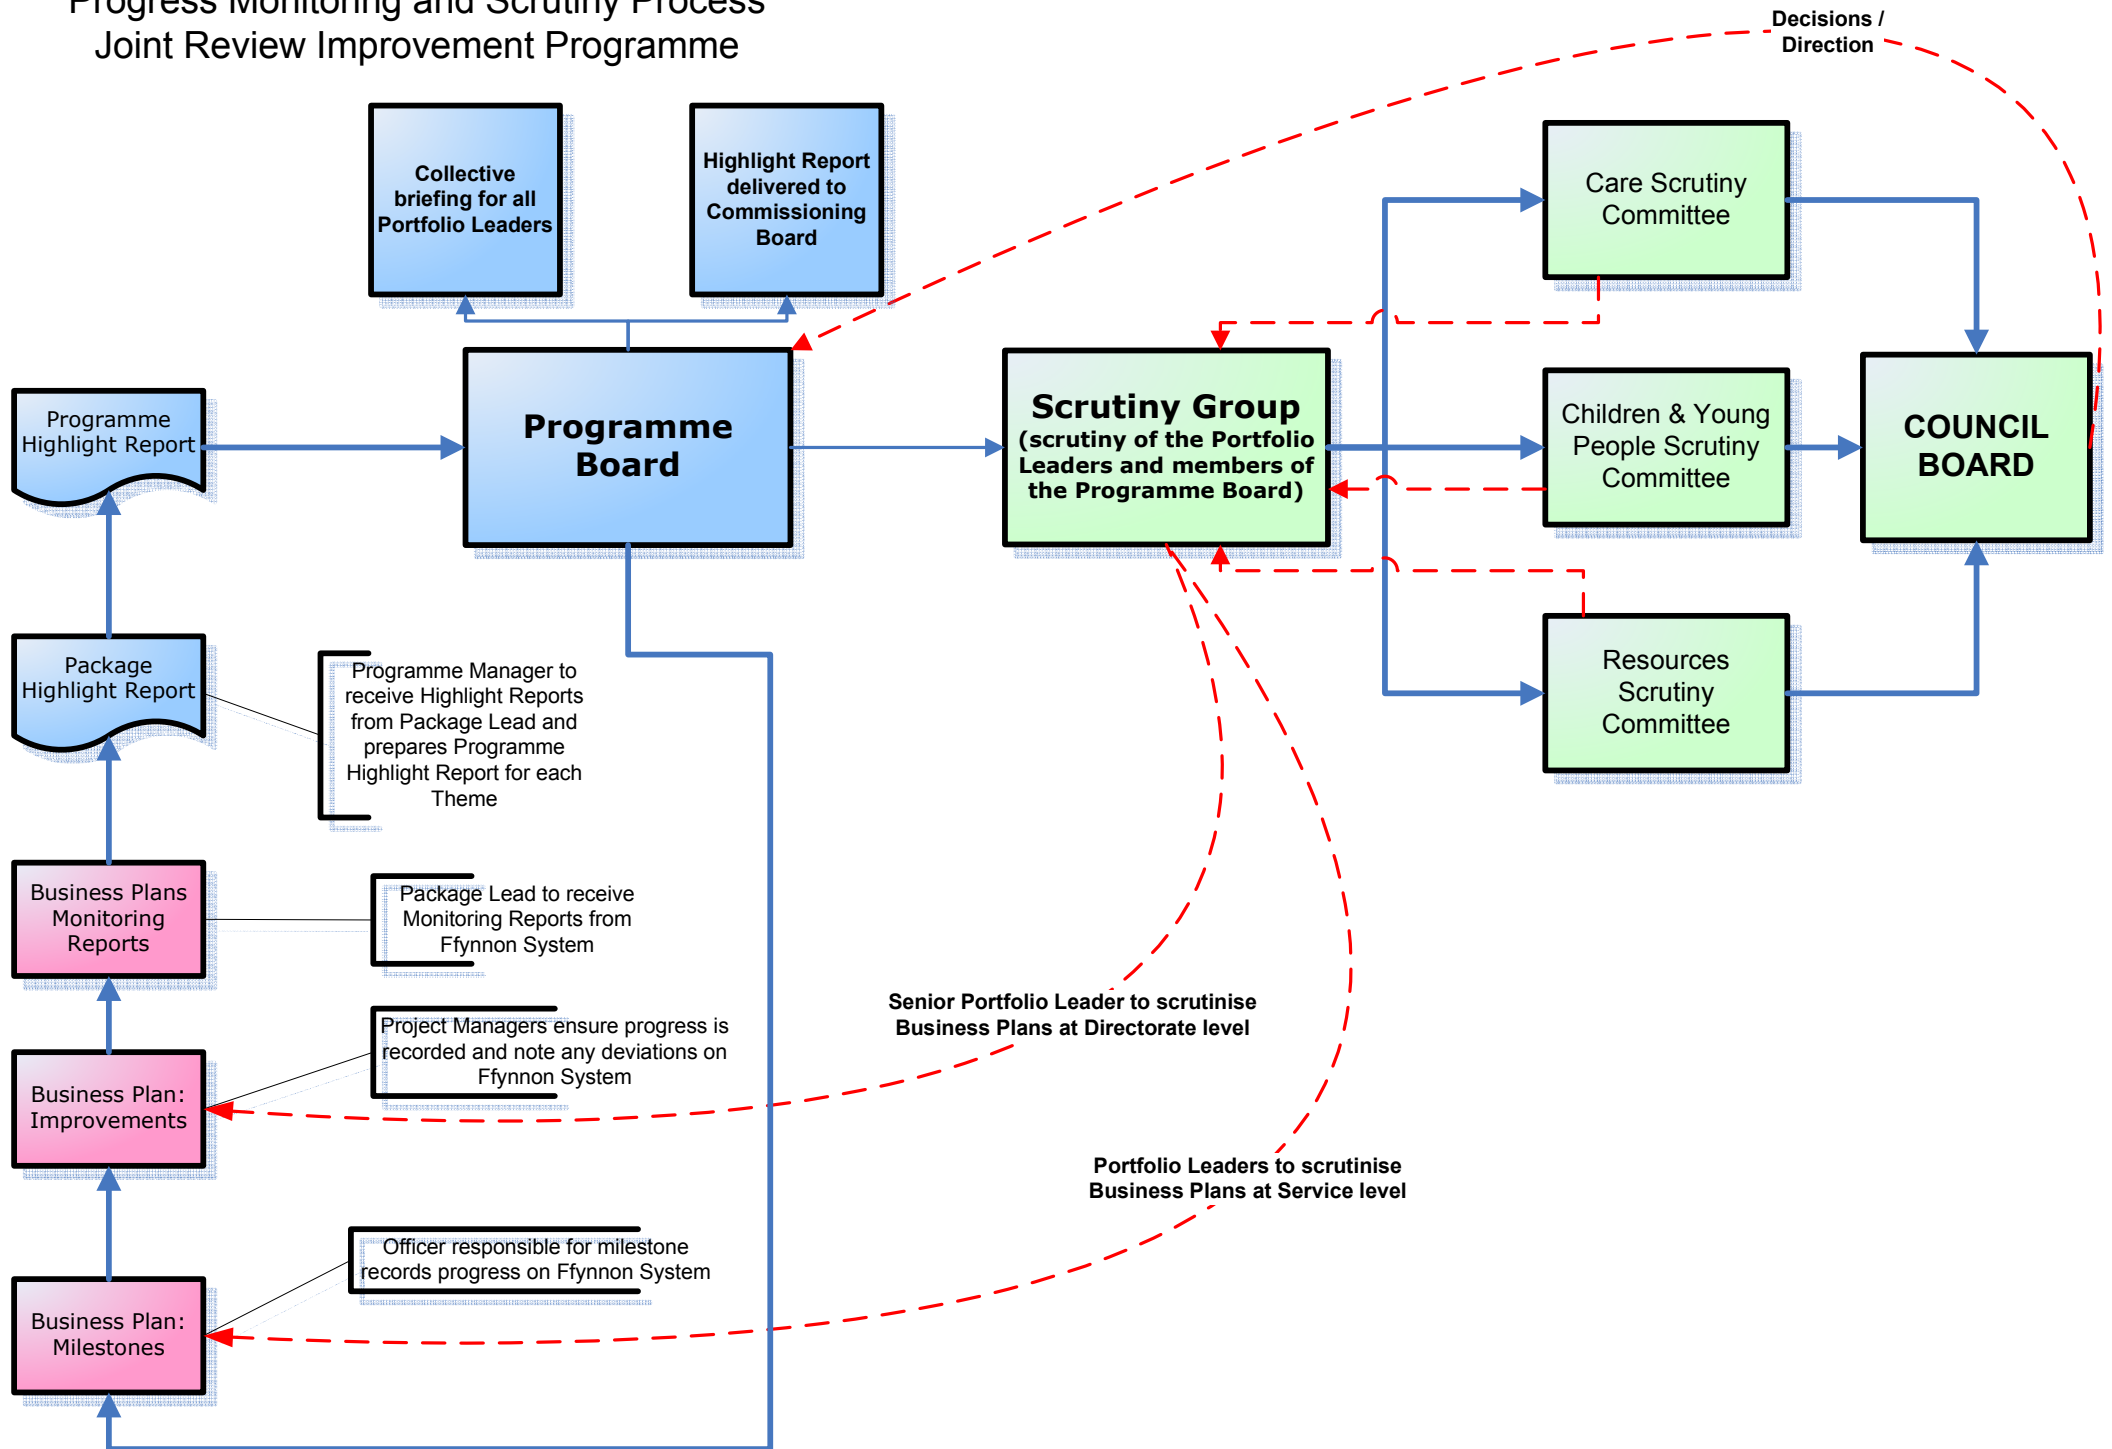 Progress Monitoring and Scrutiny Process
Joint Review Improvement Programme
Decisions /
Direction
Collective
briefing for all
Portfolio Leaders
Highlight Report
delivered to
Commissioning
Board
Care Scrutiny
Committee
Programme
Highlight Report
Programme
Board
Scrutiny Group
(scrutiny of the Portfolio
Leaders and members of
the Programme Board)
Children & Young
People Scrutiny
Committee
COUNCIL
BOARD
Package
Highlight Report
Programme Manager to
receive Highlight Reports
from Package Lead and
prepares Programme
Highlight Report for each
Theme
Resources
Scrutiny
Committee
Business Plans
Monitoring
Reports
Package Lead to receive
Monitoring Reports from
Ffynnon System
Senior Portfolio Leader to scrutinise
Business Plans at Directorate level
Business Plan:
Improvements
Project Managers ensure progress is
recorded and note any deviations on
Ffynnon System
Portfolio Leaders to scrutinise
Business Plans at Service level
Business Plan:
Milestones
Officer responsible for milestone
records progress on Ffynnon System